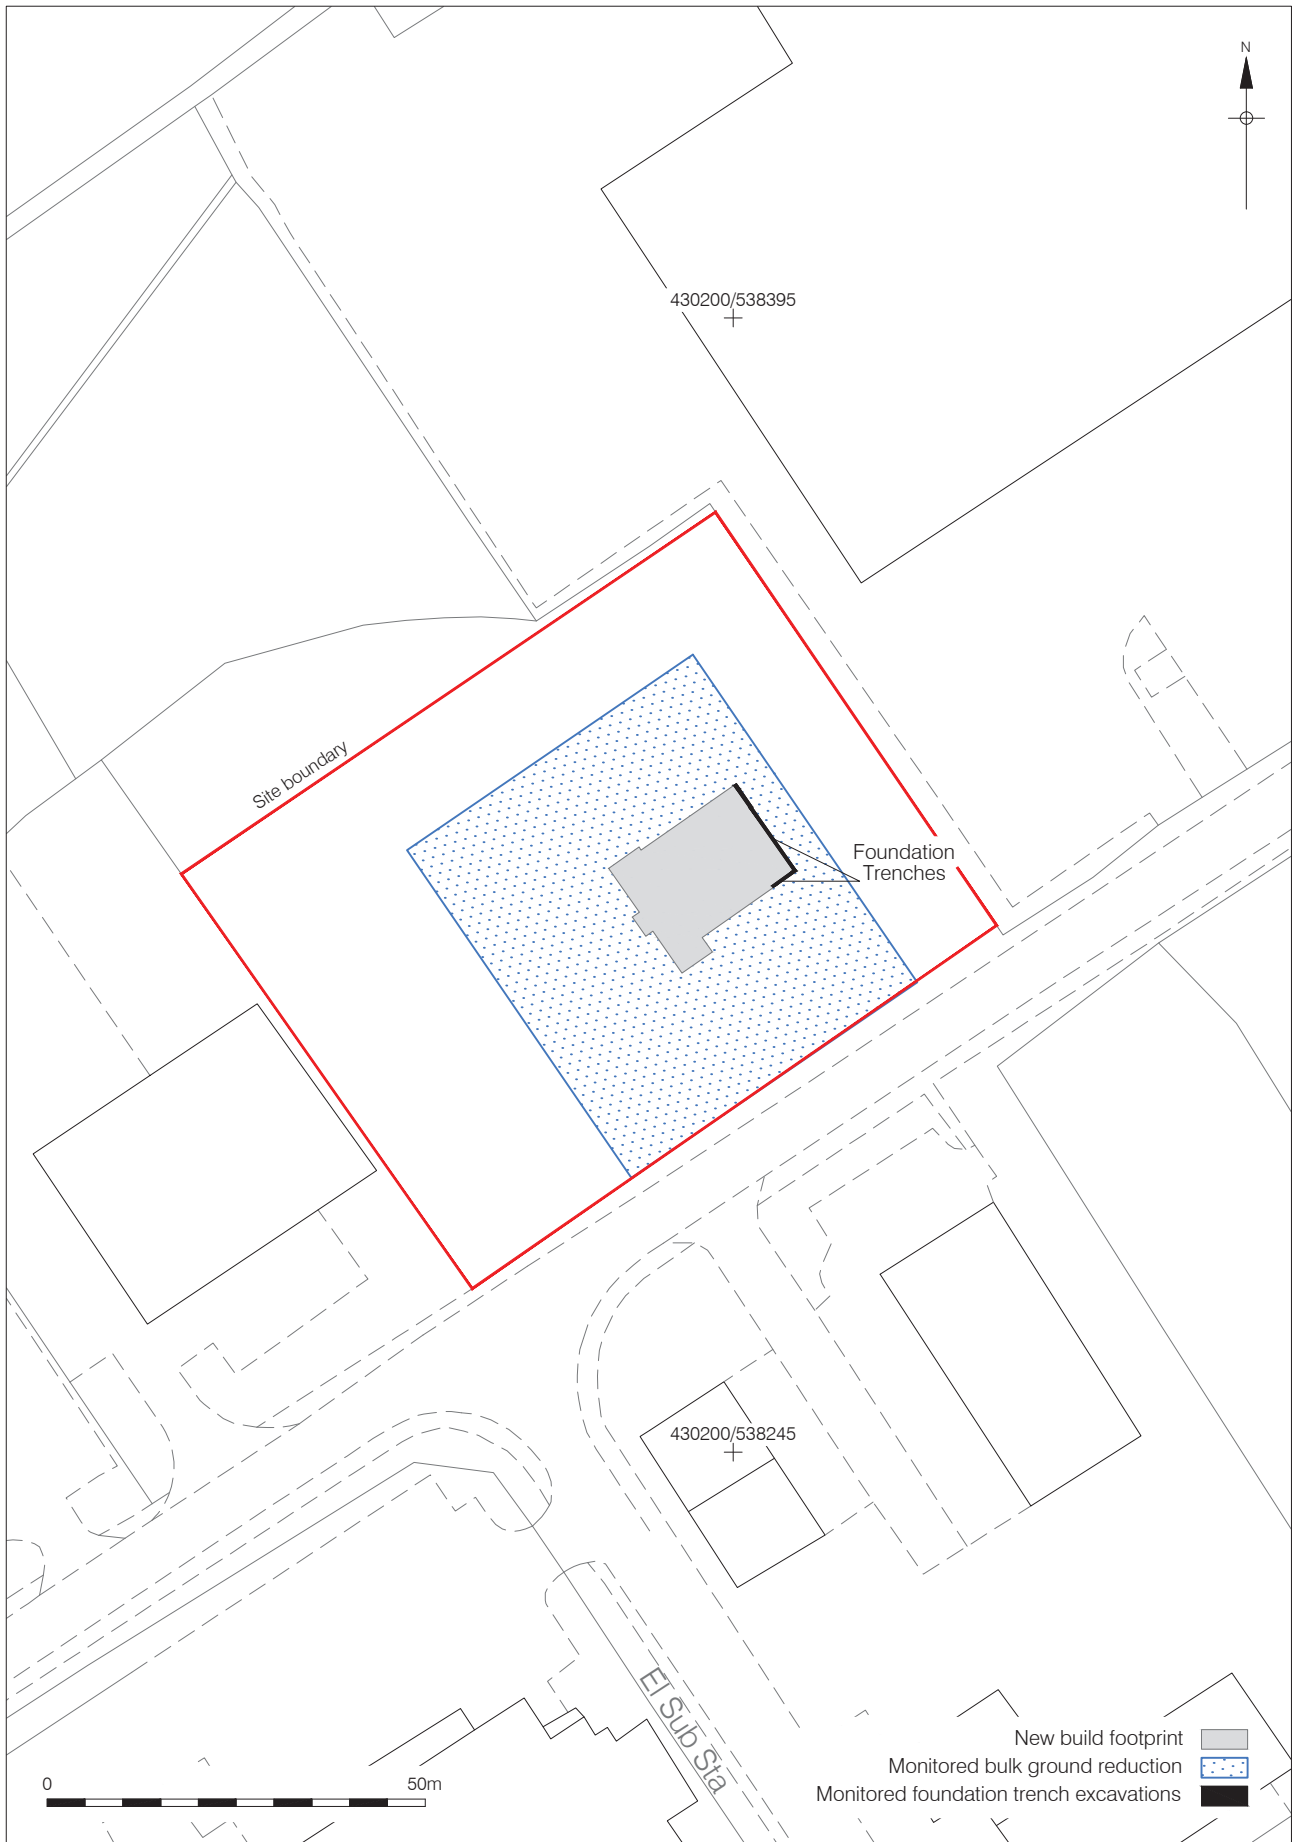 N
430200/538395
Site boundary
Foundation
Trenches
430200/538245
El Sub Sta
New build footprint
Monitored bulk ground reduction
Monitored foundation trench excavations
0 50m